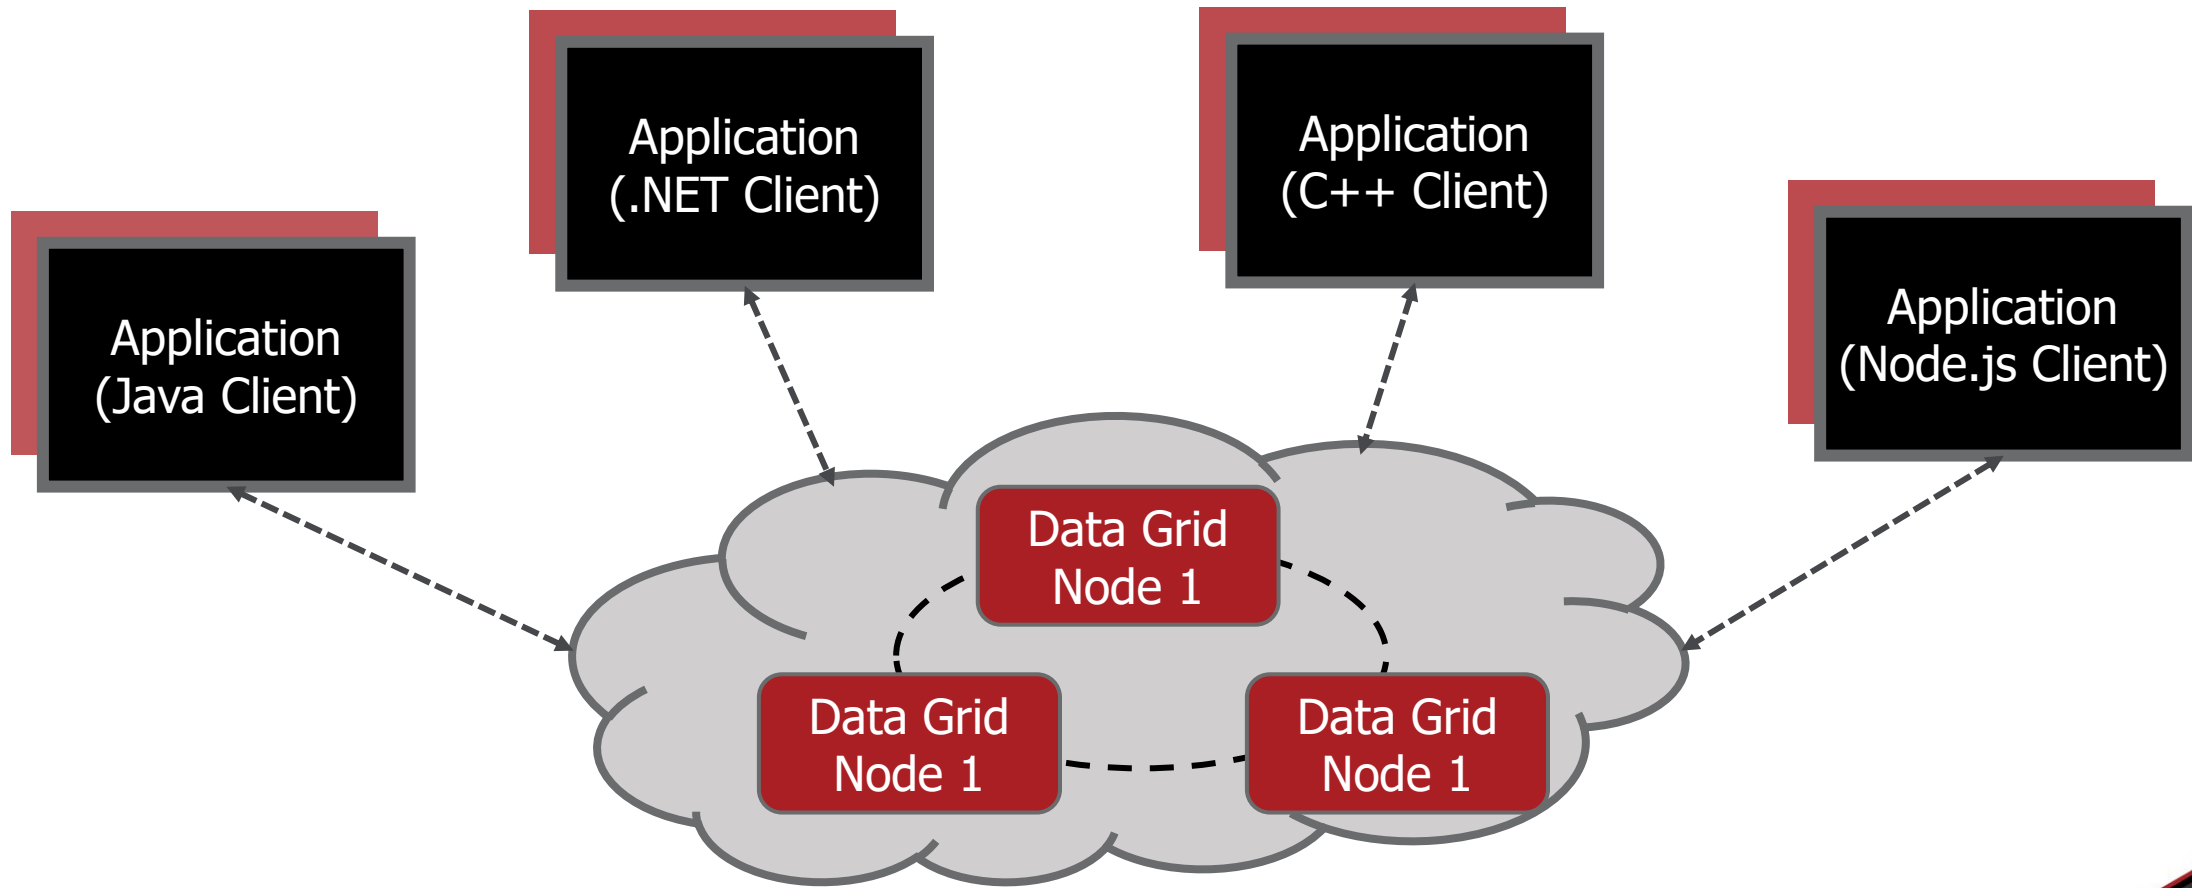 Application
(Java Client)
Application
(.NET Client)
Application
(C++ Client)
Application
(Node.js Client)
Data Grid
Node 1
Data Grid
Node 1
Data Grid
Node 1